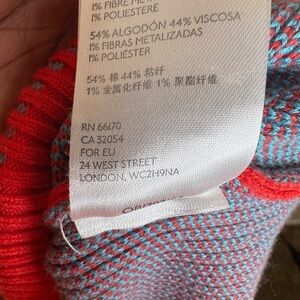 1% FIBRE MET
1% POLIESTERE
54% ALGODÓN 44% VISCOSA
1% FIBRAS METALIZADAS
1% POLIÉSTER
54% 棉 44% 粘纤
1% 金属化纤维 1% 聚酯纤维
RN 66170
CA 32054
FOR EU
24 WEST STREET
LONDON, WC2H9NA